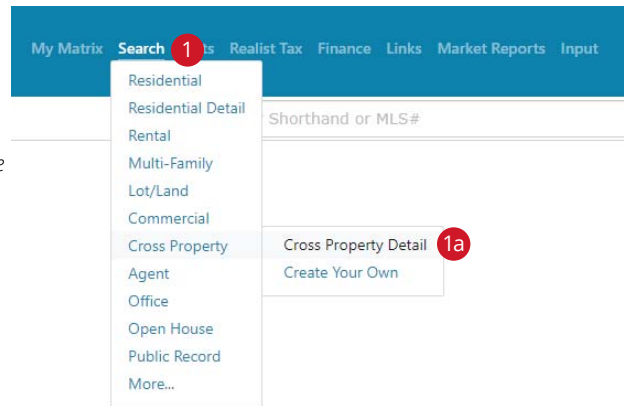 My Matrix Search 1 ts Realist Tax Finance Links Market Reports Input
Residential
Residential Detail
Shorthand or MLS#
Rental
e
Multi-Family
Lot/Land
Commercial
Cross Property Cross Property Detail 1a
Agent Create Your Own
Office
Open House
Public Record
More...